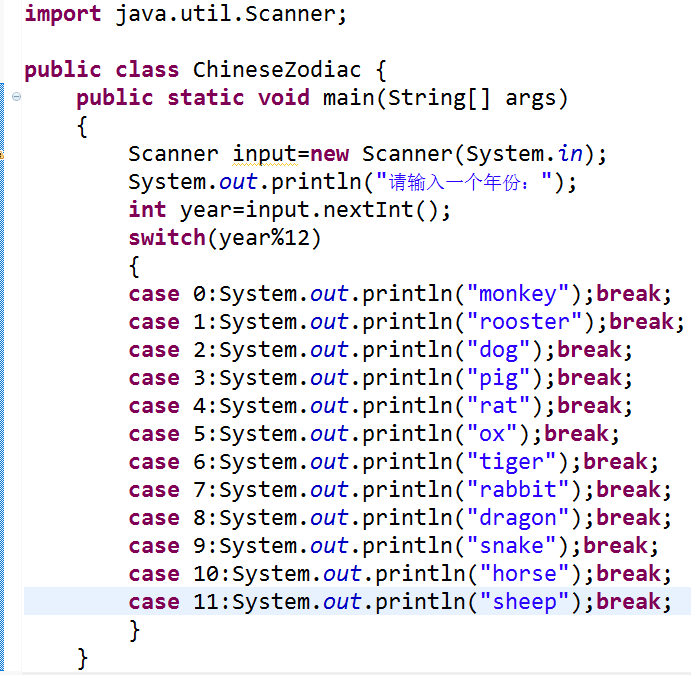 import java.util.Scanner;
public class ChineseZodiac {
public static void main(String[] args)
{
Scanner input=new Scanner(System.in);
System.out.println("请输入一个年份：");
int year=input.nextInt();
switch(year%12)
{
case 0:System.out.println("monkey");break;
case 1:System.out.println("rooster");break;
case 2:System.out.println("dog");break;
case 3:System.out.println("pig");break;
case 4:System.out.println("rat");break;
case 5:System.out.println("ox");break;
case 6:System.out.println("tiger");break;
case 7:System.out.println("rabbit");break;
case 8:System.out.println("dragon");break;
case 9:System.out.println("snake");break;
case 10:System.out.println("horse");break;
case 11:System.out.println("sheep");break;
}
}